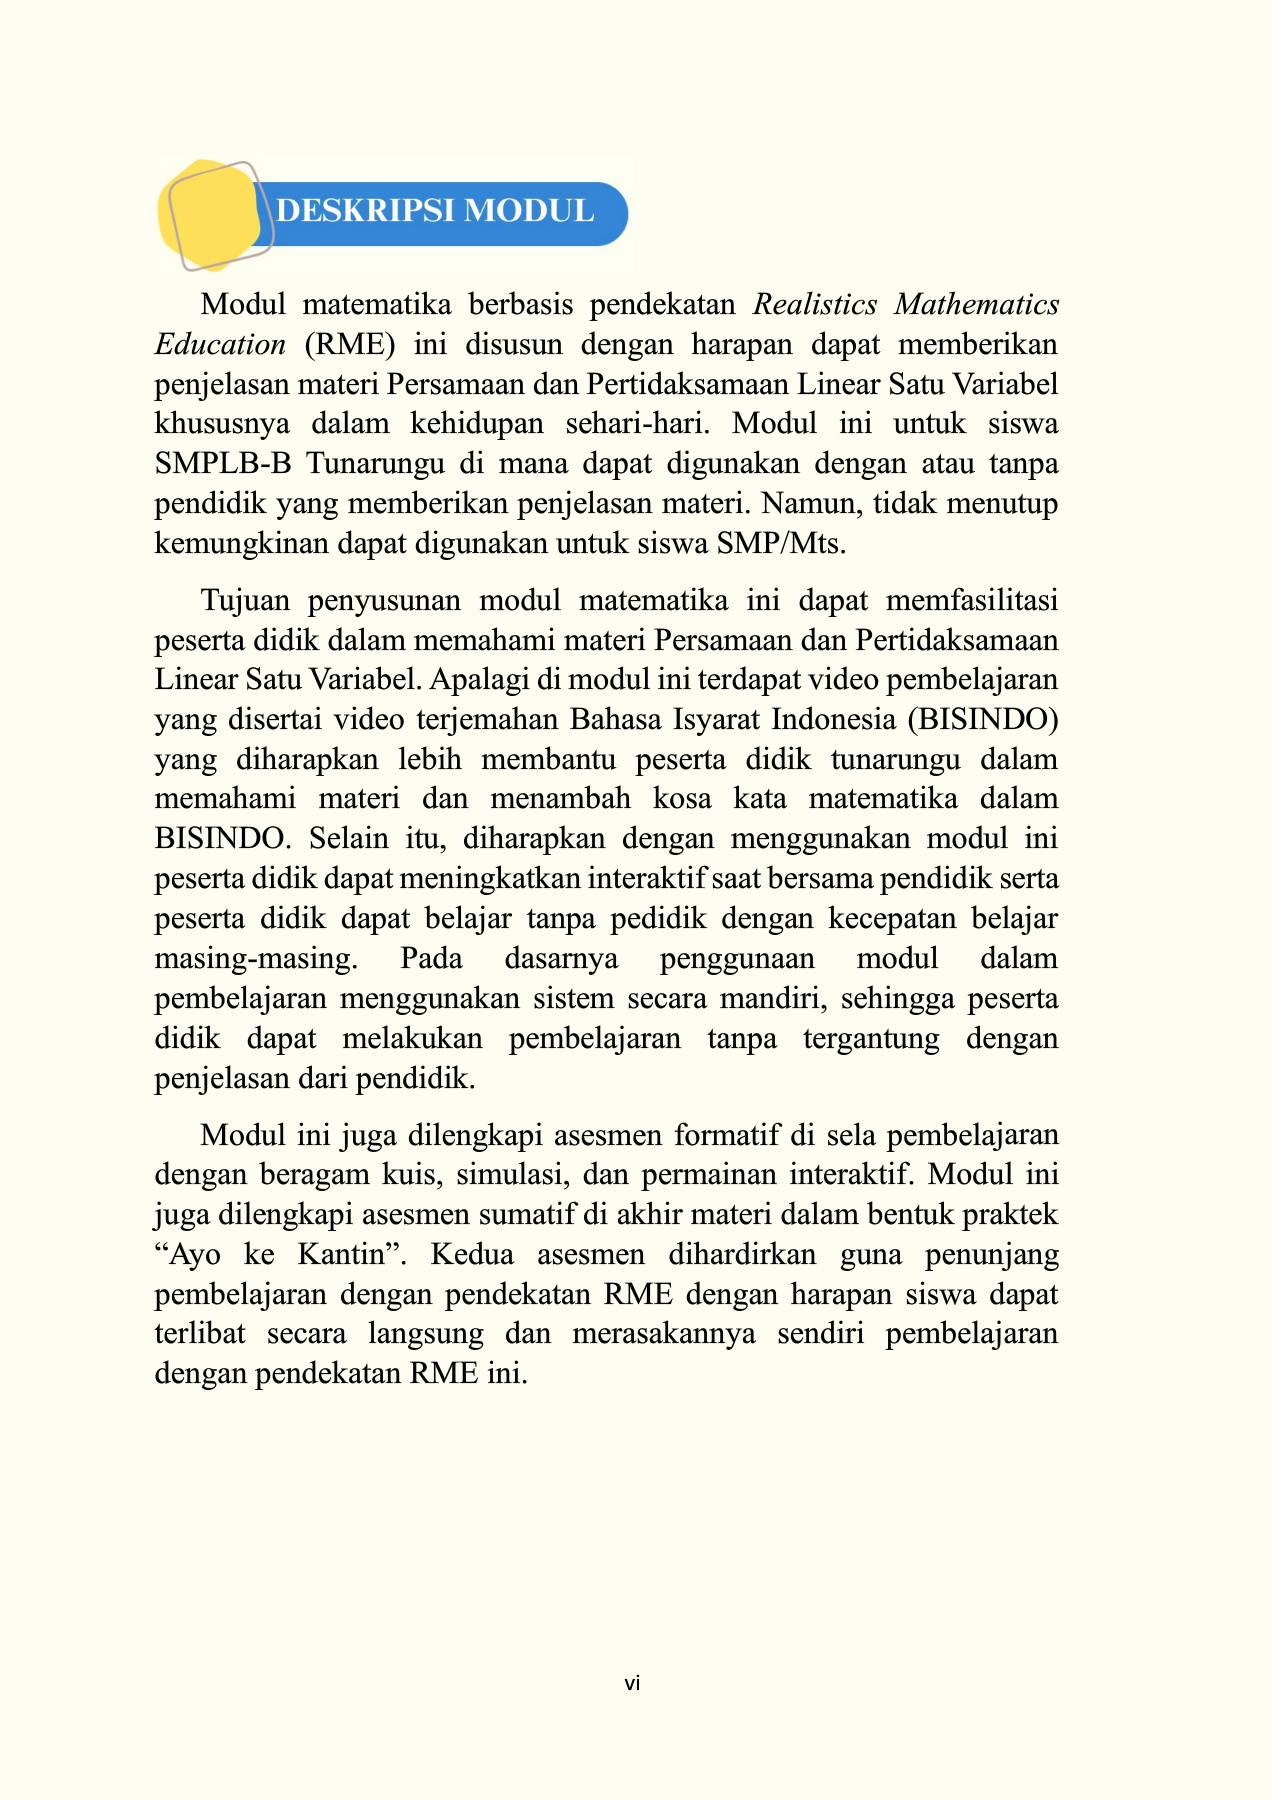 DESKRIPSI MODUL
Modul matematika berbasis pendekatan Realistics Mathematics
Education (RME) ini disusun dengan harapan dapat memberikan
penjelasan materi Persamaan dan Pertidaksamaan Linear Satu Variabel
khususnya dalam kehidupan sehari-hari. Modul ini untuk siswa
SMPLB-B Tunarungu di mana dapat digunakan dengan atau tanpa
pendidik yang memberikan penjelasan materi. Namun, tidak menutup
kemungkinan dapat digunakan untuk siswa SMP/Mts.
Tujuan penyusunan modul matematika ini dapat memfasilitasi
peserta didik dalam memahami materi Persamaan dan Pertidaksamaan
Linear Satu Variabel. Apalagi di modul ini terdapat video pembelajaran
yang disertai video terjemahan Bahasa Isyarat Indonesia (BISINDO)
yang diharapkan lebih membantu peserta didik tunarungu dalam
memahami materi dan menambah kosa kata matematika dalam
BISINDO. Selain itu, diharapkan dengan menggunakan modul ini
peserta didik dapat meningkatkan interaktif saat bersama pendidik serta
peserta didik dapat belajar tanpa pedidik dengan kecepatan belajar
masing-masing. Pada dasarnya penggunaan modul dalam
pembelajaran menggunakan sistem secara mandiri, sehingga peserta
didik dapat melakukan pembelajaran tanpa tergantung dengan
penjelasan dari pendidik.
Modul ini juga dilengkapi asesmen formatif di sela pembelajaran
dengan beragam kuis, simulasi, dan permainan interaktif. Modul ini
juga dilengkapi asesmen sumatif di akhir materi dalam bentuk praktek
“Ayo ke Kantin”. Kedua asesmen dihardirkan guna penunjang
pembelajaran dengan pendekatan RME dengan harapan siswa dapat
terlibat secara langsung dan merasakannya sendiri pembelajaran
dengan pendekatan RME ini.
vi